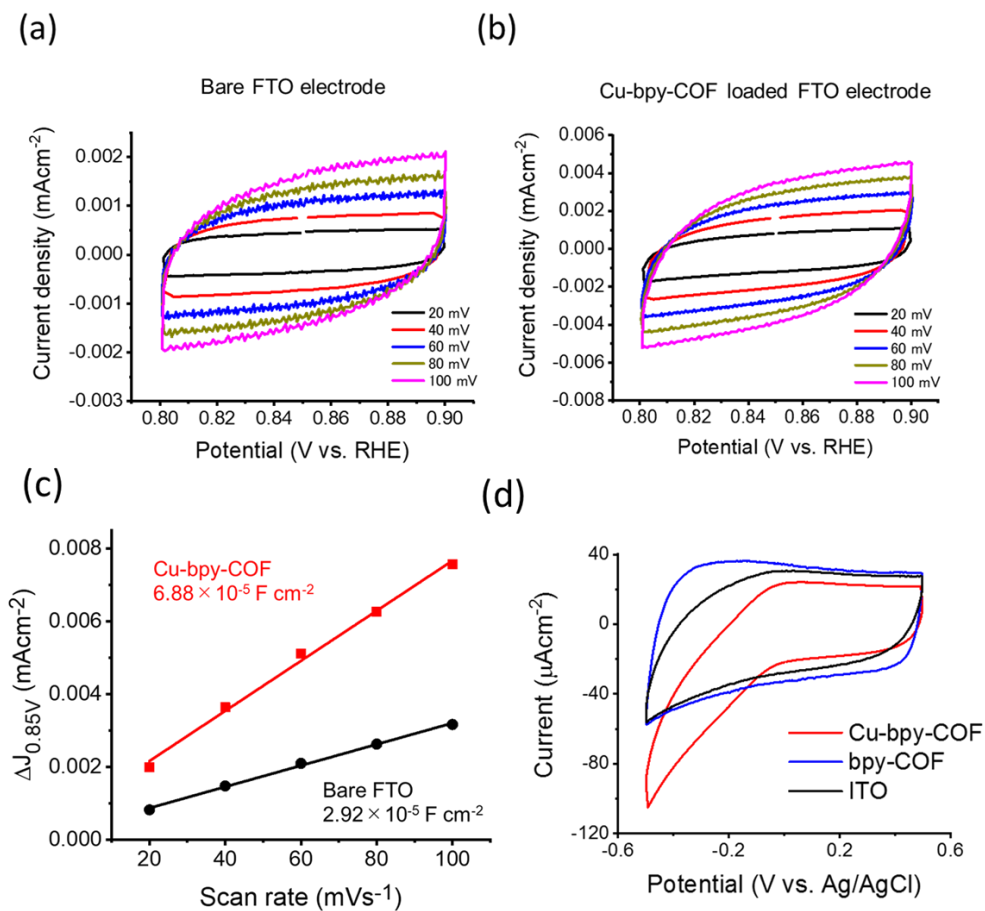 (a)
Bare FTO electrode
Current density (mAcm-2)
0.002
0.001
0.000
-0.001
-0.002
-0.003
20 mV
40 mV
60 mV
80 mV
100 mV
0.80 0.82 0.84 0.86 0.88 0.90
Potential (V vs. RHE)
(b)
Cu-bpy-COF loaded FTO electrode
Current density (mAcm-2)
0.006
0.004
0.002
0.000
-0.002
-0.004
-0.006
-0.008
20 mV
40 mV
60 mV
80 mV
100 mV
0.80 0.82 0.84 0.86 0.88 0.90
Potential (V vs. RHE)
(c)
ΔJ0.85V (mAcm-2)
0.008
0.006
0.004
0.002
0.000
Cu-bpy-COF
6.88×10-5 F cm-2
Bare FTO
2.92×10-5 F cm-2
20 40 60 80 100
Scan rate (mVs-1)
(d)
Current (μAcm-2)
40
0
-40
-80
-120
Cu-bpy-COF
bpy-COF
ITO
-0.6 -0.2 0.2 0.6
Potential (V vs. Ag/AgCl)